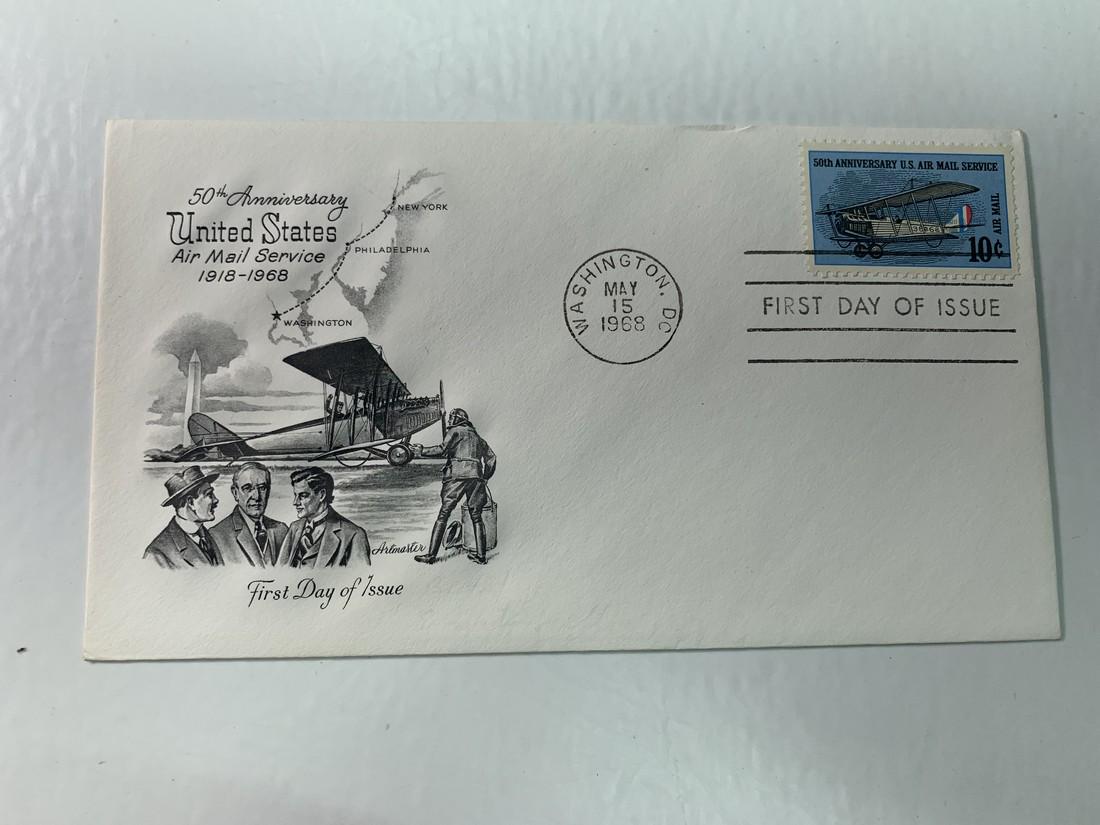 50th Anniversary
United States
Air Mail Service
1918-1968
NEW YORK
PHILADELPHIA
WASHINGTON
Artmaster
First Day of Issue
WASHINGTON, DC
MAY
15
1968
50th ANNIVERSARY U.S. AIR MAIL SERVICE
AIR MAIL
10¢
FIRST DAY OF ISSUE